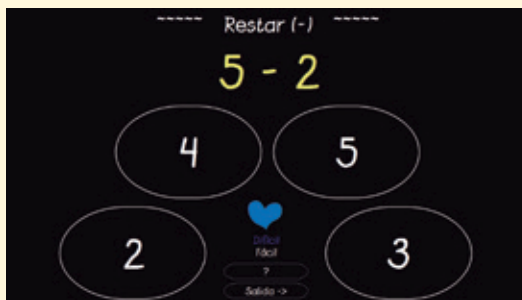 ~~~~~ Restar (-) ~~~~~
5 - 2
4 5
2 3
Difícil
Fácil
?
Salida ->